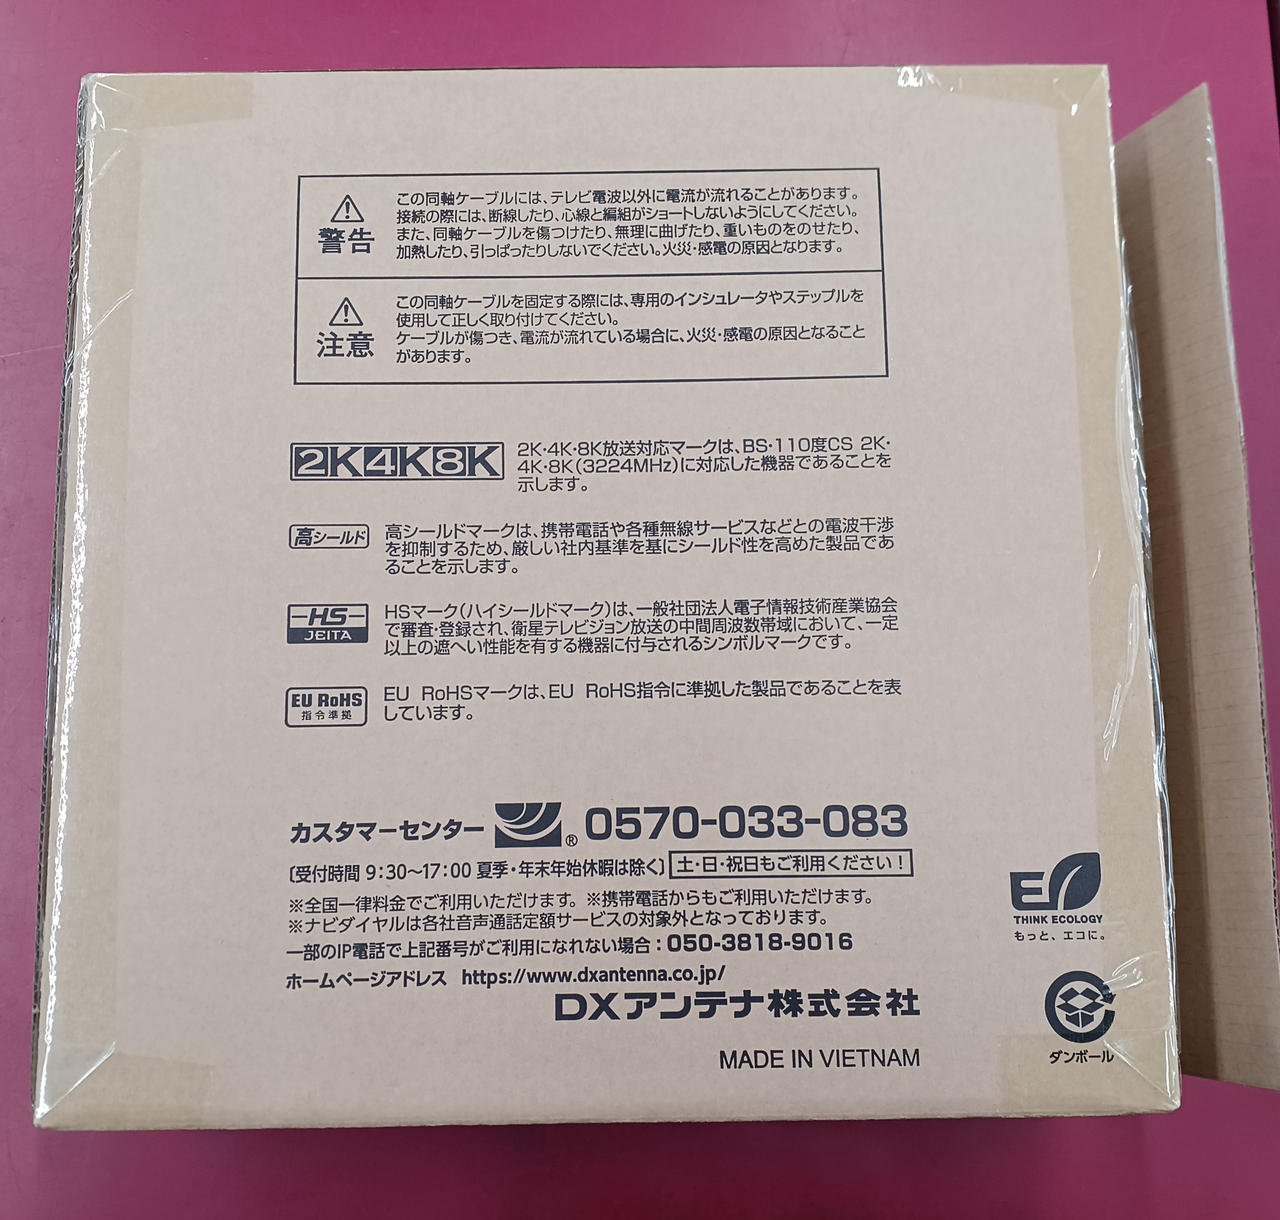 警告
この同軸ケーブルには、テレビ電波以外に電流が流れることがあります。
接続の際には、断線したり、心線と編組がショートしないようにしてください。
また、同軸ケーブルを傷つけたり、無理に曲げたり、重いものをのせたり、
加熱したり、引っぱったりしないでください。火災・感電の原因となります。
注意
この同軸ケーブルを固定する際には、専用のインシュレータやステップルを
使用して正しく取り付けてください。
ケーブルが傷つき、電流が流れている場合に、火災・感電の原因となること
があります。
2K4K8K
2K・4K・8K放送対応マークは、BS・110度CS 2K・
4K・8K(3224MHz)に対応した機器であることを
示します。
高シールド
高シールドマークは、携帯電話や各種無線サービスなどとの電波干渉
を抑制するため、厳しい社内基準を基にシールド性を高めた製品であ
ることを示します。
HS
JEITA
HSマーク(ハイシールドマーク)は、一般社団法人電子情報技術産業協会
で審査・登録され、衛星テレビジョン放送の中間周波数帯域において、一定
以上の遮へい性能を有する機器に付与されるシンボルマークです。
EU RoHS
指令準拠
EU RoHSマークは、EU RoHS指令に準拠した製品であることを表
しています。
カスタマーセンター ® 0570-033-083
〔受付時間 9:30〜17:00 夏季・年末年始休暇は除く〕 土・日・祝日もご利用ください!
※全国一律料金でご利用いただけます。※携帯電話からもご利用いただけます。
※ナビダイヤルは各社音声通話定額サービスの対象外となっております。
一部のIP電話で上記番号がご利用になれない場合:050-3818-9016
ホームページアドレス https://www.dxantenna.co.jp/
DXアンテナ株式会社
MADE IN VIETNAM
THINK ECOLOGY
もっと、エコに。
ダンボール